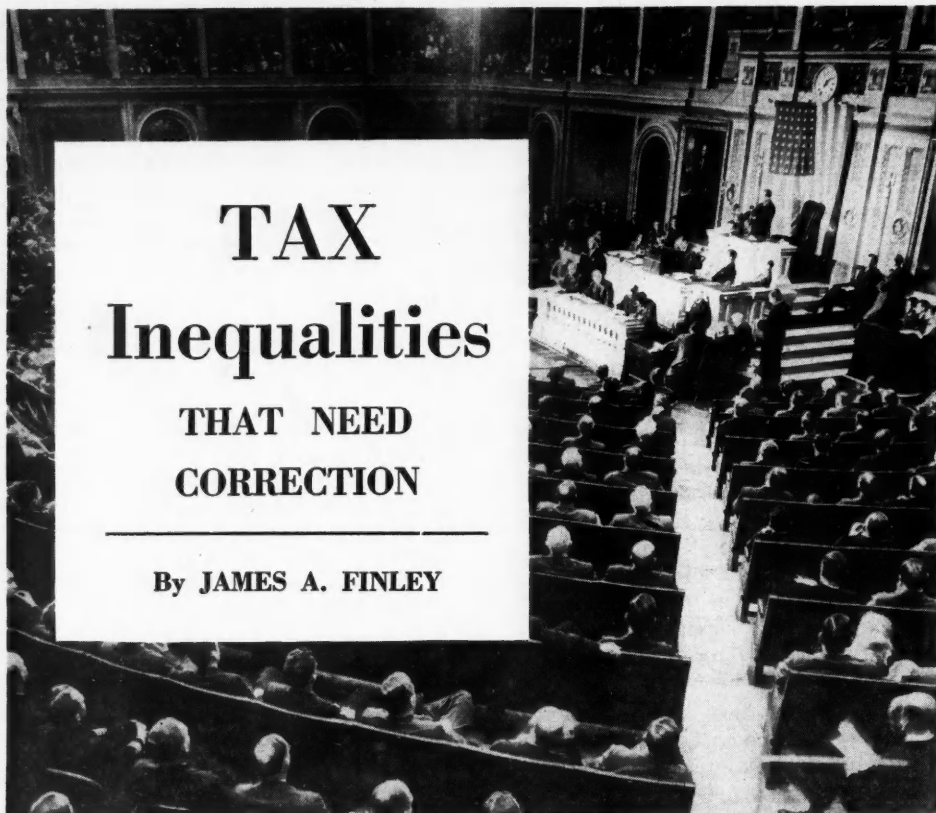 TAX
Inequalities
THAT NEED
CORRECTION
By JAMES A. FINLEY